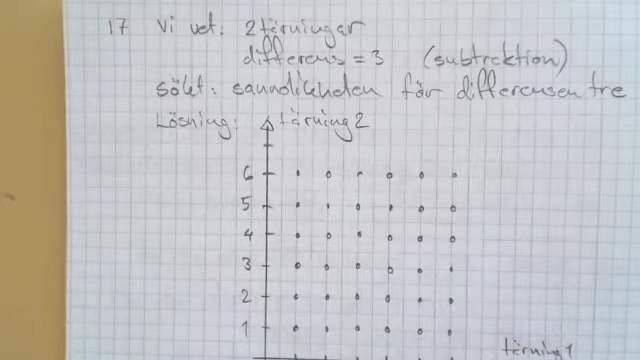 17 Vi vet: 2 tärningar
differens = 3 (subtraktion)
Sökt: sannolikheten för differensen tre
Lösning: tärning 2
6
5
4
3
2
1
tärning 1